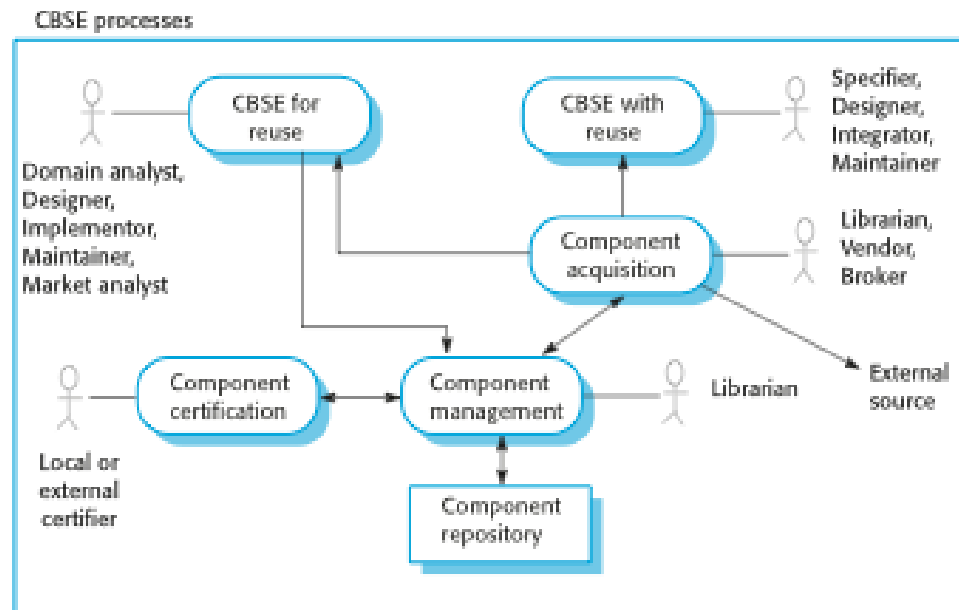 CBSE processes
CBSE for
reuse
CBSE with
reuse
Specifier,
Designer,
Integrator,
Maintainer
Domain analyst,
Designer,
Implementor,
Maintainer,
Market analyst
Component
acquisition
Librarian,
Vendor,
Broker
Component
certification
Component
management
Librarian
External
source
Local or
external
certifier
Component
repository